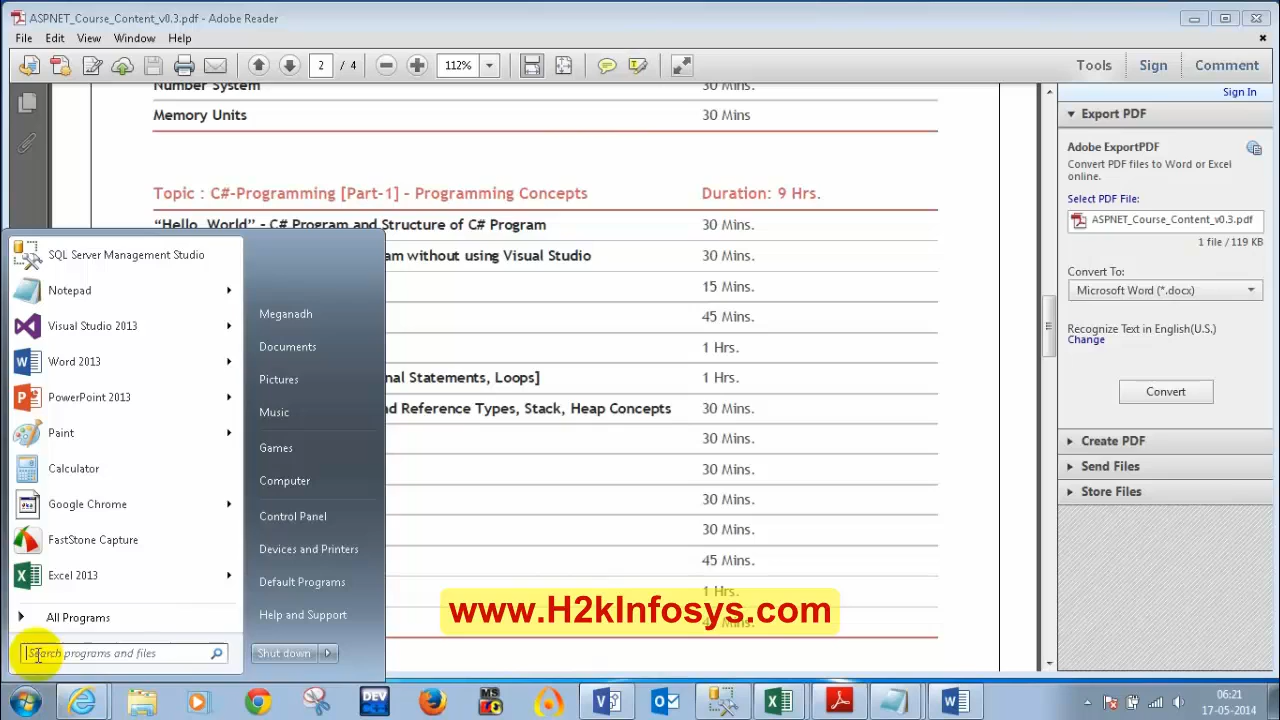 ASPNET_Course_Content_v0.3.pdf - Adobe Reader
File Edit View Window Help
2 / 4 112% Tools Sign Comment
Number System 30 Mins.
Memory Units 30 Mins
Topic : C#-Programming [Part-1] - Programming Concepts Duration: 9 Hrs.
“Hello, World” - C# Program and Structure of C# Program 30 Mins.
am without using Visual Studio 30 Mins.
15 Mins.
45 Mins.
1 Hrs.
nal Statements, Loops] 1 Hrs.
nd Reference Types, Stack, Heap Concepts 30 Mins.
30 Mins.
30 Mins.
30 Mins.
30 Mins.
45 Mins.
1 Hrs.
Sign In
Export PDF
Adobe ExportPDF
Convert PDF files to Word or Excel
online.
Select PDF File:
ASPNET_Course_Content_v0.3.pdf
1 file / 119 KB
Convert To:
Microsoft Word (*.docx)
Recognize Text in English(U.S.)
Change
Convert
Create PDF
Send Files
Store Files
SQL Server Management Studio
Notepad
Visual Studio 2013
Word 2013
PowerPoint 2013
Paint
Calculator
Google Chrome
FastStone Capture
Excel 2013
All Programs
Search programs and files
Meganadh
Documents
Pictures
Music
Games
Computer
Control Panel
Devices and Printers
Default Programs
Help and Support
Shut down
www.H2kInfosys.com
DEV
MS
06:21
17-05-2014